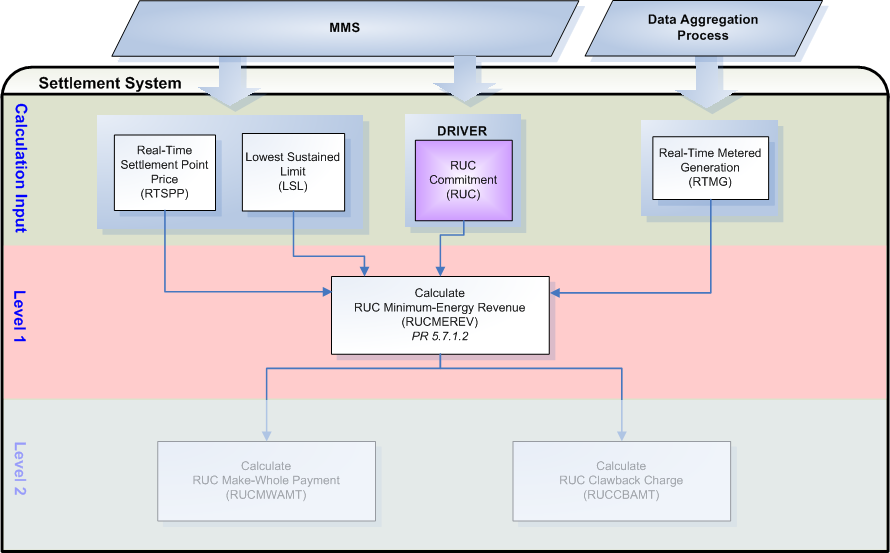 MMS
Data Aggregation
Process
Settlement System
Calculation Input
Real-Time
Settlement Point
Price
(RTSPP)
Lowest Sustained
Limit
(LSL)
DRIVER
RUC
Commitment
(RUC)
Real-Time Metered
Generation
(RTMG)
Level 1
Calculate
RUC Minimum-Energy Revenue
(RUCMEREV)
PR 5.7.1.2
Level 2
Calculate
RUC Make-Whole Payment
(RUCMWAMT)
Calculate
RUC Clawback Charge
(RUCCBAMT)